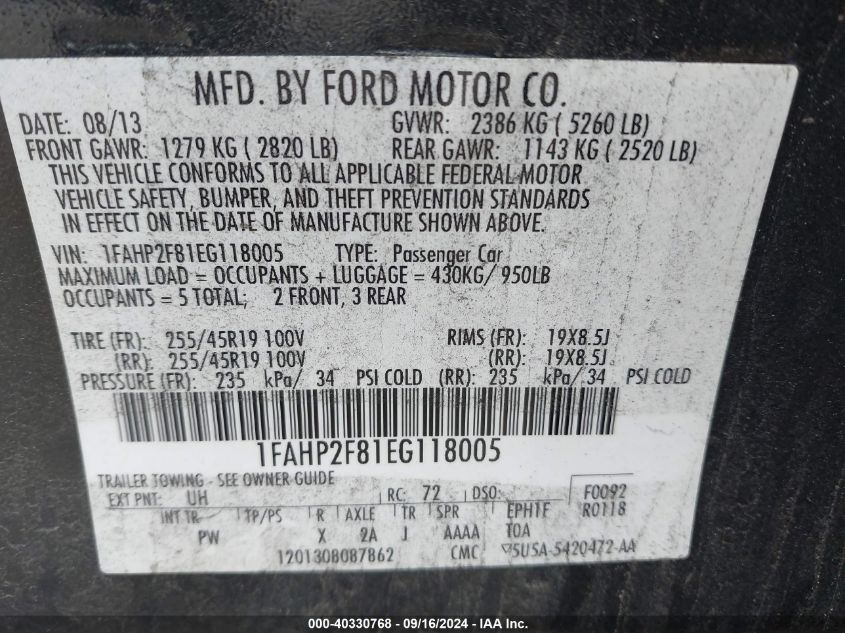 MFD. BY FORD MOTOR CO.
DATE: 08/13 GVWR: 2386 KG ( 5260 LB)
FRONT GAWR: 1279 KG ( 2820 LB) REAR GAWR: 1143 KG ( 2520 LB)
THIS VEHICLE CONFORMS TO ALL APPLICABLE FEDERAL MOTOR
VEHICLE SAFETY, BUMPER, AND THEFT PREVENTION STANDARDS
IN EFFECT ON THE DATE OF MANUFACTURE SHOWN ABOVE.
VIN: 1FAHP2F81EG118005 TYPE: Passenger Car
MAXIMUM LOAD = OCCUPANTS + LUGGAGE = 430KG/ 950LB
OCCUPANTS = 5 TOTAL; 2 FRONT, 3 REAR
TIRE (FR): 255/45R19 100V RIMS (FR): 19X8.5J
(RR): 255/45R19 100V (RR): 19X8.5J
PRESSURE (FR): 235 kPa/ 34 PSI COLD (RR): 235 kPa/ 34 PSI COLD
1FAHP2F81EG118005
TRAILER TOWING - SEE OWNER GUIDE
EXT PNT: UH RC: 72 DSO: F0092
INT TR TP/PS R AXLE TR SPR EPHTF R0118
PW X 2A J AAAA TOA
1201308087862 CMC 5U5A-5420472-AA
000-40330768 - 09/16/2024 - © IAA Holdings, LLC.